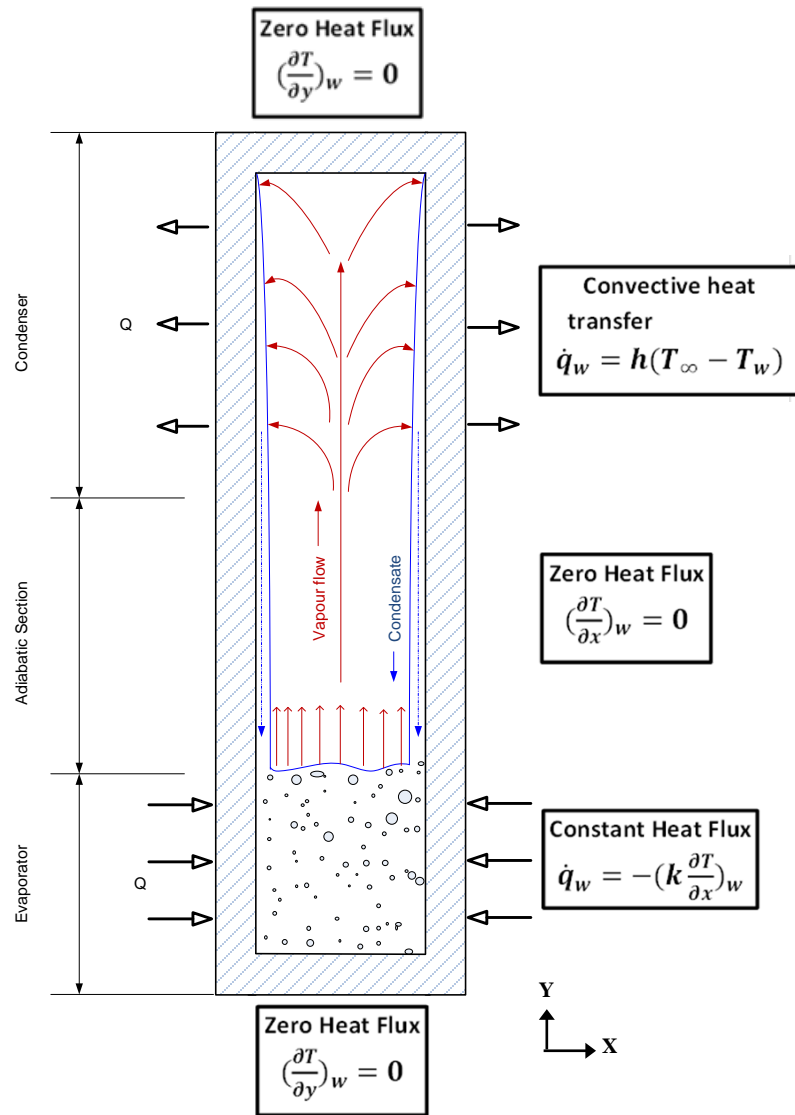 Zero Heat Flux
(∂T/∂y)w = 0
Condenser
Q
Convective heat
transfer
q̇w = h(T∞ − Tw)
Adiabatic Section
Vapour flow
Condensate
Zero Heat Flux
(∂T/∂x)w = 0
Evaporator
Q
Constant Heat Flux
q̇w = −(k ∂T/∂x)w
Zero Heat Flux
(∂T/∂y)w = 0
Y
X